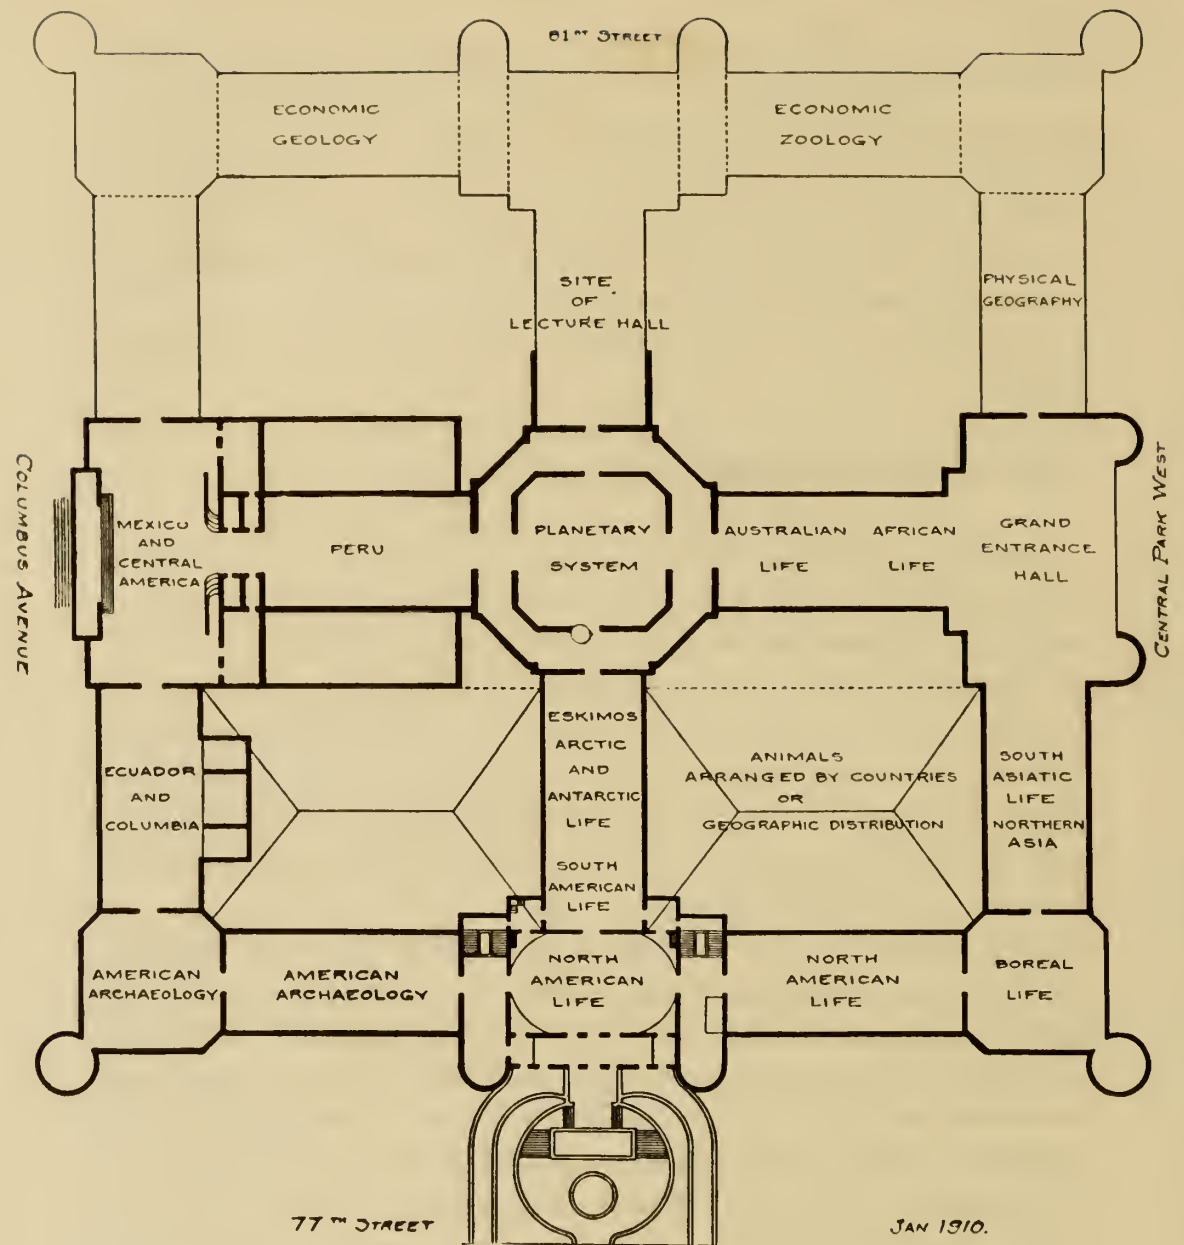 81ST STREET
ECONOMIC
GEOLOGY
ECONOMIC
ZOOLOGY
SITE
OF
LECTURE HALL
PHYSICAL
GEOGRAPHY
COLUMBUS AVENUE
MEXICO
AND
CENTRAL
AMERICA
PERU
PLANETARY
SYSTEM
AUSTRALIAN
LIFE
AFRICAN
LIFE
GRAND
ENTRANCE
HALL
CENTRAL PARK WEST
ECUADOR
AND
COLUMBIA
ESKIMOS
ARCTIC
AND
ANTARCTIC
LIFE
SOUTH
AMERICAN
LIFE
ANIMALS
ARRANGED BY COUNTRIES
OR
GEOGRAPHIC DISTRIBUTION
SOUTH
ASIATIC
LIFE
NORTHERN
ASIA
AMERICAN
ARCHAEOLOGY
AMERICAN
ARCHAEOLOGY
NORTH
AMERICAN
LIFE
NORTH
AMERICAN
LIFE
BOREAL
LIFE
77TH STREET
JAN 1910.